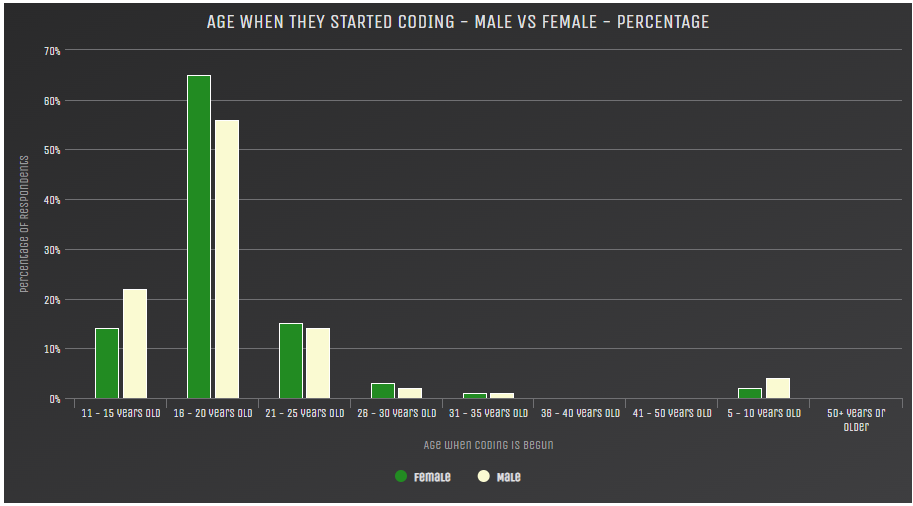 AGE WHEN THEY STARTED CODING - MALE VS FEMALE - PERCENTAGE
70%
60%
50%
40%
30%
20%
10%
0%
Percentage of Respondents
11 - 15 years old
16 - 20 years old
21 - 25 years old
26 - 30 years old
31 - 35 years old
36 - 40 years old
41 - 50 years old
5 - 10 years old
50+ years or
older
Age when coding is begun
Female
Male